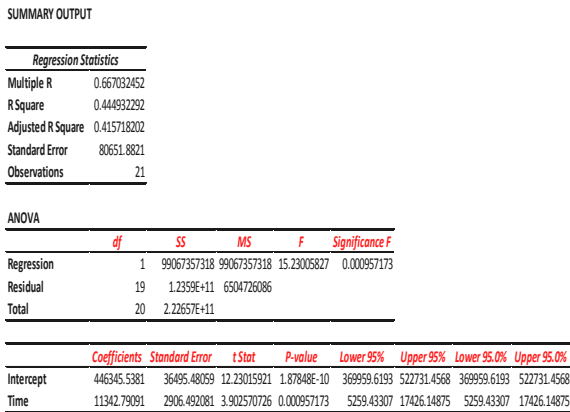 SUMMARY OUTPUT
Regression Statistics
Multiple R 0.667032452
R Square 0.444932292
Adjusted R Square 0.415718202
Standard Error 80651.8821
Observations 21
ANOVA
df SS MS F Significance F
Regression 1 99067357318 99067357318 15.23005827 0.000957173
Residual 19 1.2359E+11 6504726086
Total 20 2.22657E+11
Coefficients Standard Error t Stat P-value Lower 95% Upper 95% Lower 95.0% Upper 95.0%
Intercept 446345.5381 36495.48059 12.23015921 1.87848E-10 369959.6193 522731.4568 369959.6193 522731.4568
Time 11342.79091 2906.492081 3.902570726 0.000957173 5259.43307 17426.14875 5259.43307 17426.14875